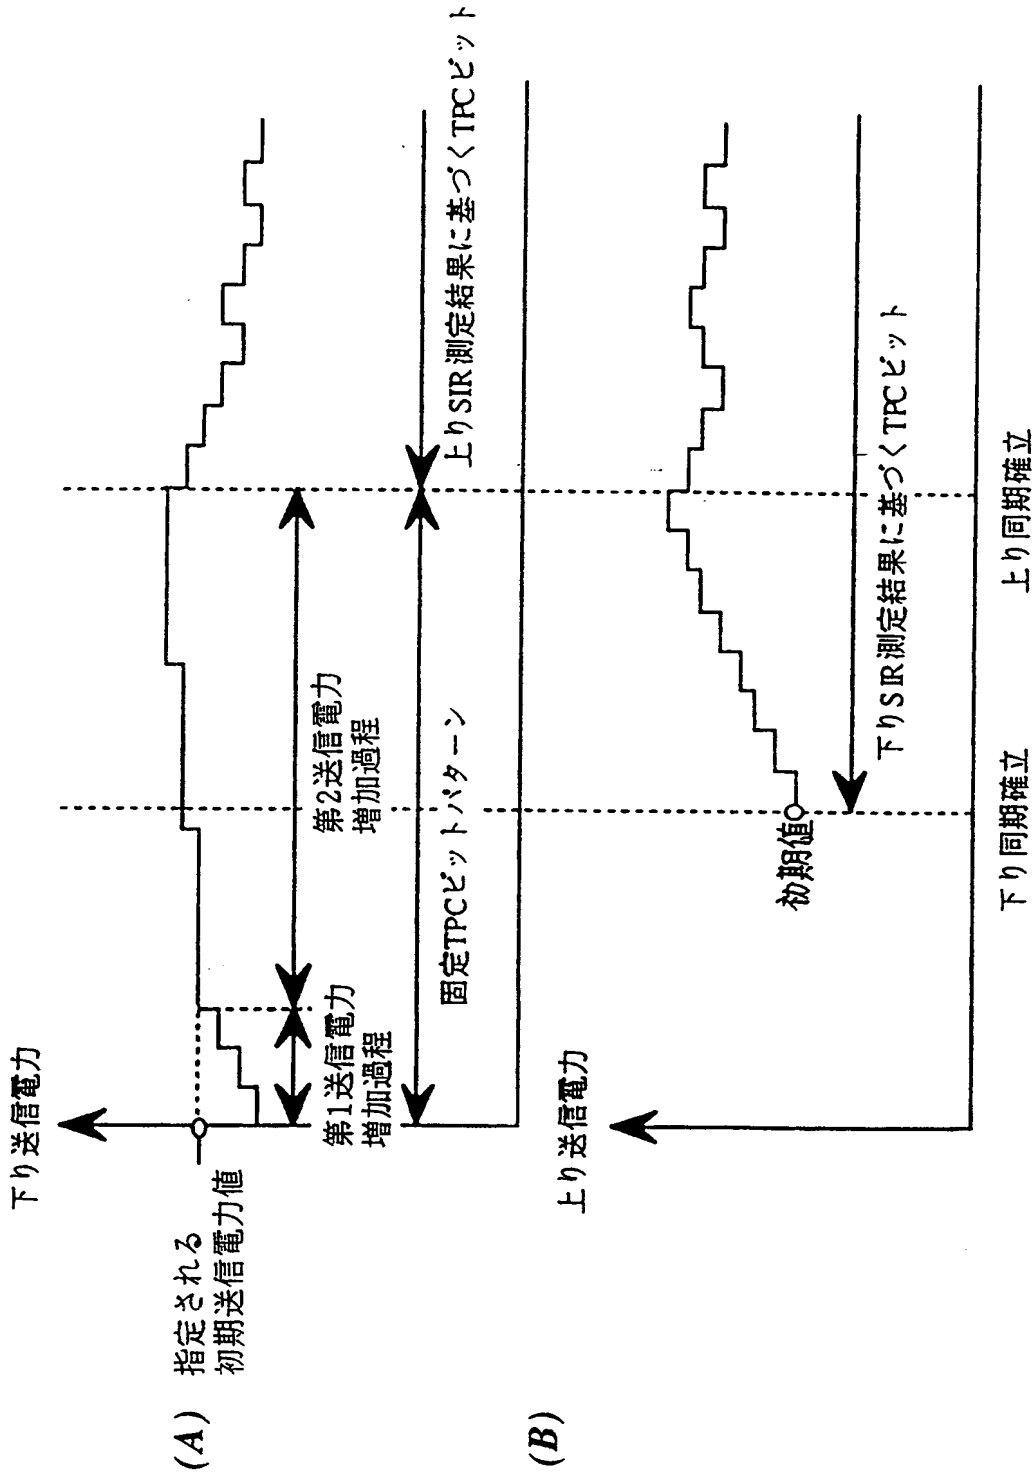 (A)
下り送信電力
指定される
初期送信電力値
第1送信電力
増加過程
第2送信電力
増加過程
固定TPCビットパターン
上りSIR測定結果に基づくTPCビット
(B)
上り送信電力
初期値
下りSIR測定結果に基づくTPCビット
下り同期確立
上り同期確立